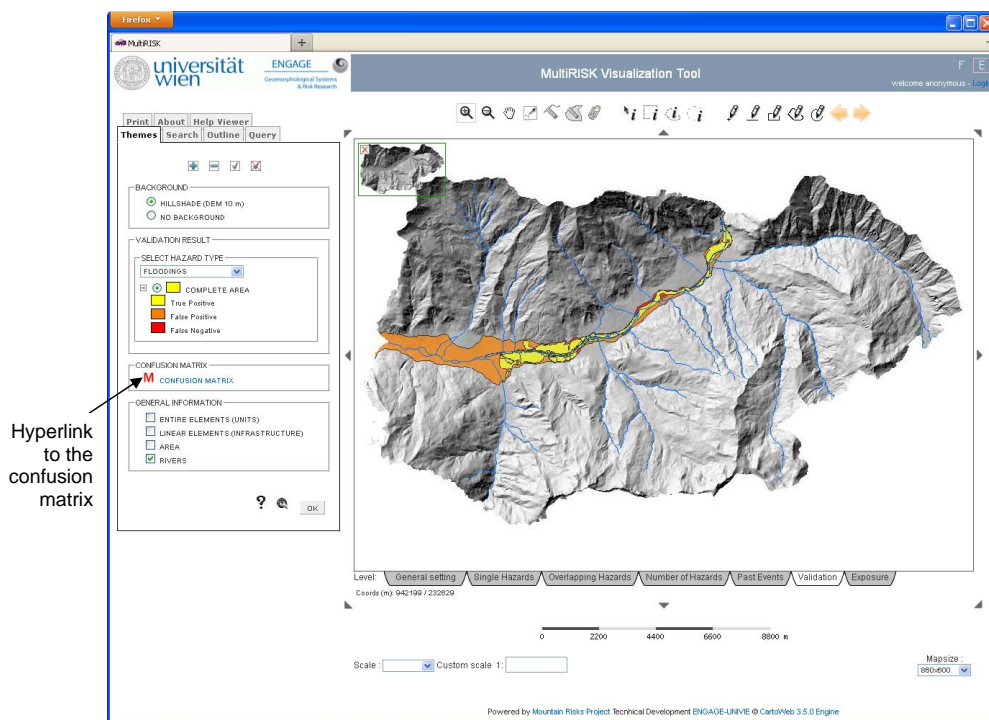 Firefox
MultiRISK
+
universität
wien
ENGAGE
Geomorphological Systems
& Risk Research
MultiRISK Visualization Tool
F E
welcome anonymous - Login
Print About Help Viewer
Themes Search Outline Query
BACKGROUND
HILLSHADE (DEM 10 m)
NO BACKGROUND
VALIDATION RESULT
SELECT HAZARD TYPE
FLOODINGS
COMPLETE AREA
True Positive
False Positive
False Negative
CONFUSION MATRIX
M CONFUSION MATRIX
GENERAL INFORMATION
ENTIRE ELEMENTS (UNITS)
LINEAR ELEMENTS (INFRASTRUCTURE)
AREA
RIVERS
? OK
Hyperlink
to the
confusion
matrix
Level: General setting Single Hazards Overlapping Hazards Number of Hazards Past Events Validation Exposure
Coords (m): 942199 / 232629
0 2200 4400 6600 8800 m
Scale : Custom scale 1:
Mapsize :
860x600
Powered by Mountain Risks Project Tecnhical Development ENGAGE-UNIVIE @ CartoWeb 3.5.0 Engine